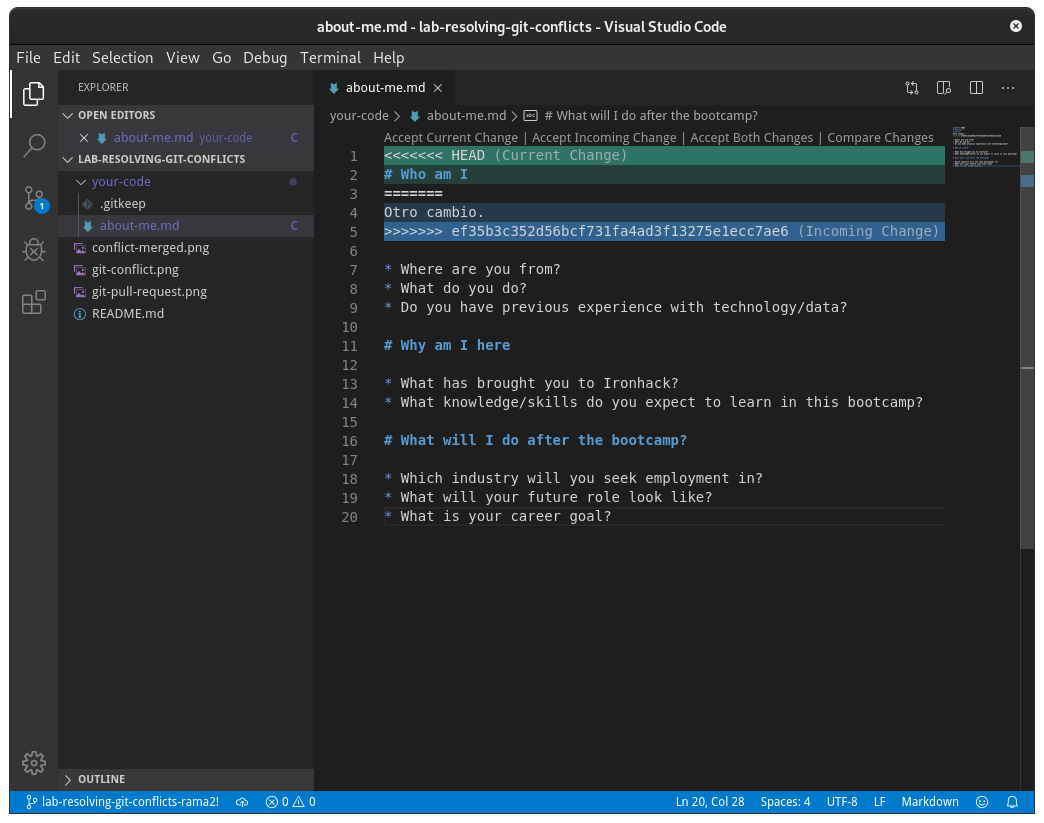 about-me.md - lab-resolving-git-conflicts - Visual Studio Code
File Edit Selection View Go Debug Terminal Help
EXPLORER
OPEN EDITORS
about-me.md your-code C
LAB-RESOLVING-GIT-CONFLICTS
your-code
.gitkeep
about-me.md C
conflict-merged.png
git-conflict.png
git-pull-request.png
README.md
OUTLINE
1
about-me.md
your-code > about-me.md > abc # What will I do after the bootcamp?
Accept Current Change | Accept Incoming Change | Accept Both Changes | Compare Changes
1 <<<<<<< HEAD (Current Change)
2 # Who am I
3 =======
4 Otro cambio.
5 >>>>>>> ef35b3c352d56bcf731fa4ad3f13275e1ecc7ae6 (Incoming Change)
6
7 * Where are you from?
8 * What do you do?
9 * Do you have previous experience with technology/data?
10
11 # Why am I here
12
13 * What has brought you to Ironhack?
14 * What knowledge/skills do you expect to learn in this bootcamp?
15
16 # What will I do after the bootcamp?
17
18 * Which industry will you seek employment in?
19 * What will your future role look like?
20 * What is your career goal?
lab-resolving-git-conflicts-rama2! 0 0 Ln 20, Col 28 Spaces: 4 UTF-8 LF Markdown